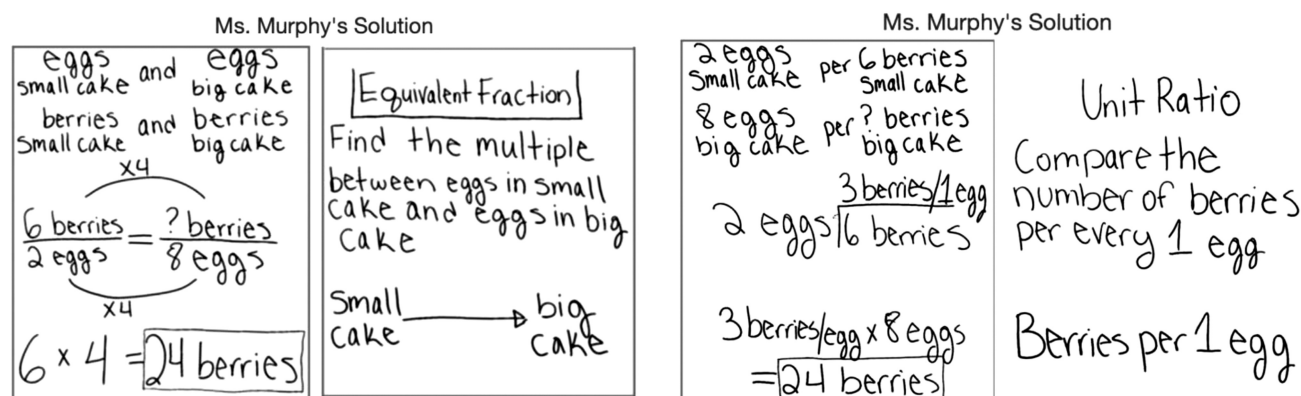 Ms. Murphy's Solution
eggs and eggs
small cake big cake
berries and berries
small cake big cake
x4
6 berries = ? berries
2 eggs 8 eggs
x4
6 x 4 = 24 berries
Equivalent Fraction
Find the multiple
between eggs in small
cake and eggs in big
cake
Small big
cake cake
Ms. Murphy's Solution
2 eggs per 6 berries
small cake small cake
8 eggs per ? berries
big cake big cake
3 berries/1 egg
2 eggs 6 berries
3 berries/egg x 8 eggs
= 24 berries
Unit Ratio
Compare the
number of berries
per every 1 egg
Berries per 1 egg